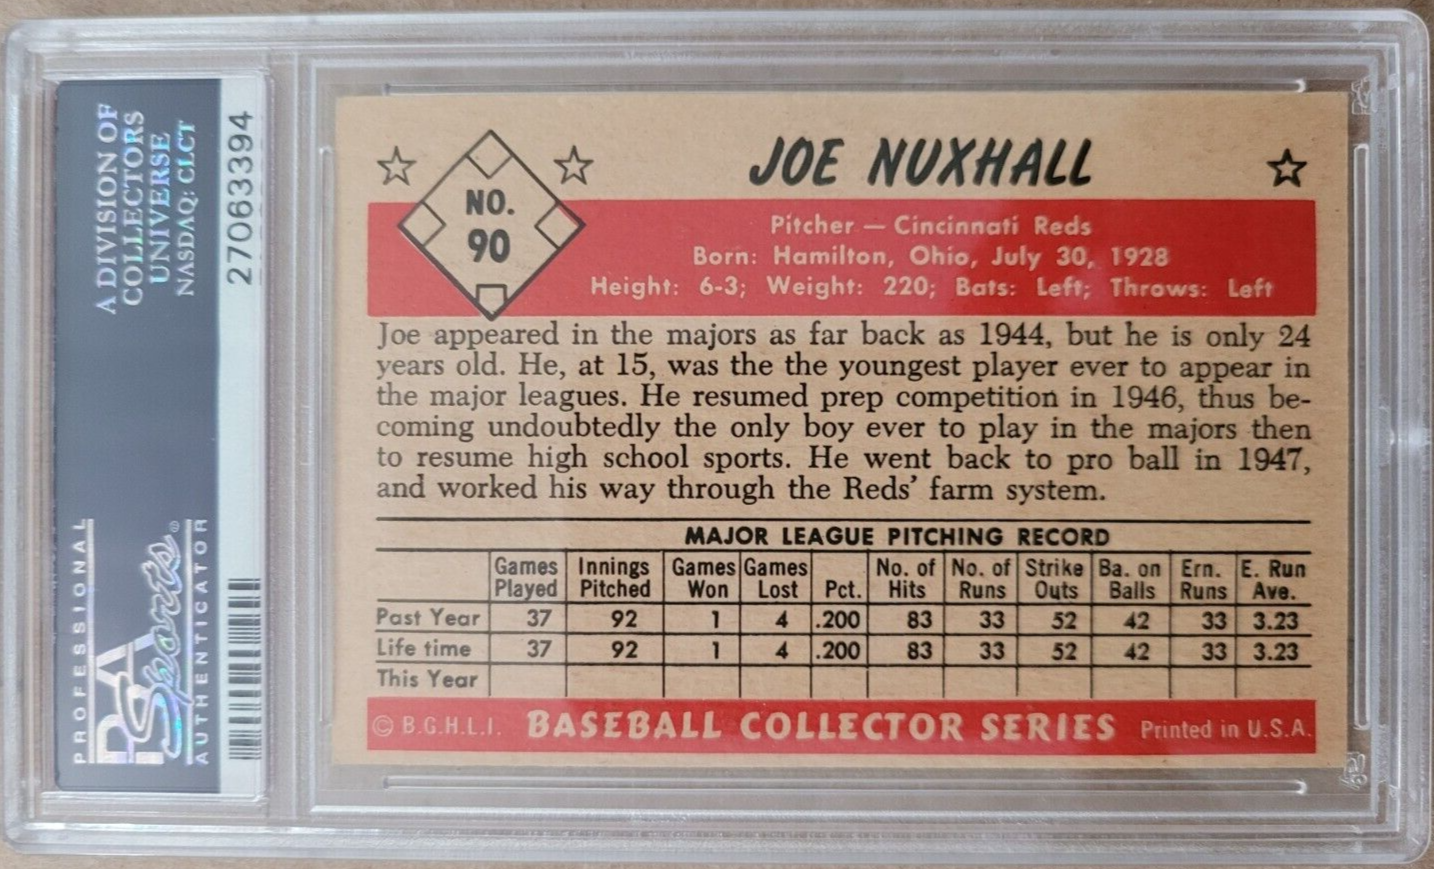 A DIVISION OF
COLLECTORS
UNIVERSE
NASDAQ: CLCT
PROFESSIONAL
PSA
Sports®
AUTHENTICATOR
27063394
NO.
90
JOE NUXHALL
Pitcher — Cincinnati Reds
Born: Hamilton, Ohio, July 30, 1928
Height: 6-3; Weight: 220; Bats: Left; Throws: Left
Joe appeared in the majors as far back as 1944, but he is only 24
years old. He, at 15, was the the youngest player ever to appear in
the major leagues. He resumed prep competition in 1946, thus be-
coming undoubtedly the only boy ever to play in the majors then
to resume high school sports. He went back to pro ball in 1947,
and worked his way through the Reds’ farm system.
MAJOR LEAGUE PITCHING RECORD
Games Innings Games Games No. of No. of Strike Ba. on Ern. E. Run
Played Pitched Won Lost Pct. Hits Runs Outs Balls Runs Ave.
Past Year 37 92 1 4 .200 83 33 52 42 33 3.23
Life time 37 92 1 4 .200 83 33 52 42 33 3.23
This Year
© B.G.H.L.I. BASEBALL COLLECTOR SERIES Printed in U.S.A.